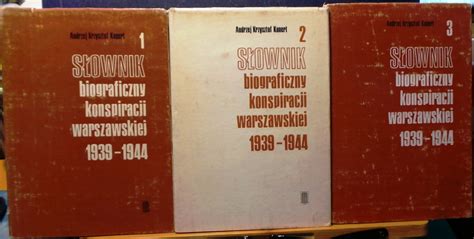 Andrzej Krzysztof Kunert
1
SŁOWNIK
biograficzny
konspiracji
warszawskiej
1939-1944
Andrzej Krzysztof Kunert
2
SŁOWNIK
biograficzny
konspiracji
warszawskiej
1939-1944
Andrzej Krzysztof Kunert
3
SŁOWNIK
biograficzny
konspiracji
warszawskiej
1939-1944